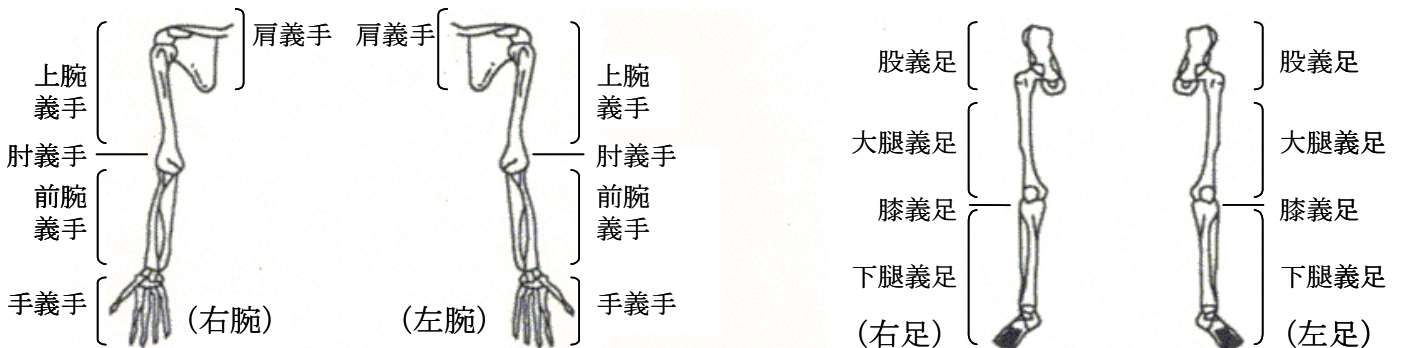 肩義手
上腕
義手
肘義手
前腕
義手
手義手
(右腕)
肩義手
上腕
義手
肘義手
前腕
義手
手義手
(左腕)
股義足
大腿義足
膝義足
下腿義足
(右足)
股義足
大腿義足
膝義足
下腿義足
(左足)